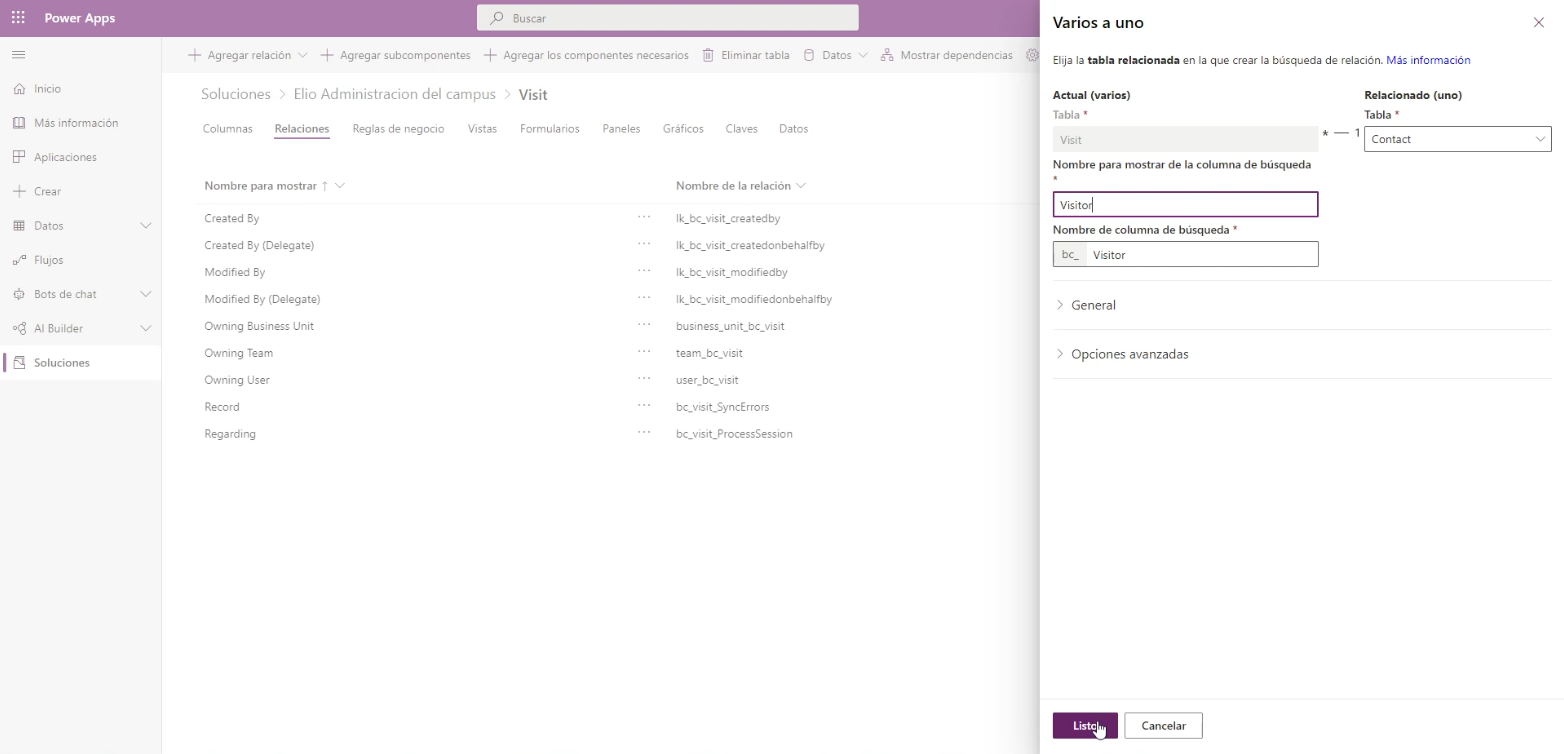 Power Apps
Buscar
Agregar relación
Agregar subcomponentes
Agregar los componentes necesarios
Eliminar tabla
Datos
Mostrar dependencias
Inicio
Más información
Aplicaciones
Crear
Datos
Flujos
Bots de chat
AI Builder
Soluciones
Soluciones > Elio Administracion del campus > Visit
Columnas
Relaciones
Reglas de negocio
Vistas
Formularios
Paneles
Gráficos
Claves
Datos
Nombre para mostrar ↑
Nombre de la relación
Created By ··· lk_bc_visit_createdby
Created By (Delegate) ··· lk_bc_visit_createdonbehalfby
Modified By ··· lk_bc_visit_modifiedby
Modified By (Delegate) ··· lk_bc_visit_modifiedonbehalfby
Owning Business Unit ··· business_unit_bc_visit
Owning Team ··· team_bc_visit
Owning User ··· user_bc_visit
Record ··· bc_visit_SyncErrors
Regarding ··· bc_visit_ProcessSession
Varios a uno
Elija la tabla relacionada en la que crear la búsqueda de relación. Más información
Actual (varios)
Tabla *
Visit
* — 1
Relacionado (uno)
Tabla *
Contact
Nombre para mostrar de la columna de búsqueda
*
Visitor
Nombre de columna de búsqueda *
bc_ Visitor
General
Opciones avanzadas
Listo
Cancelar